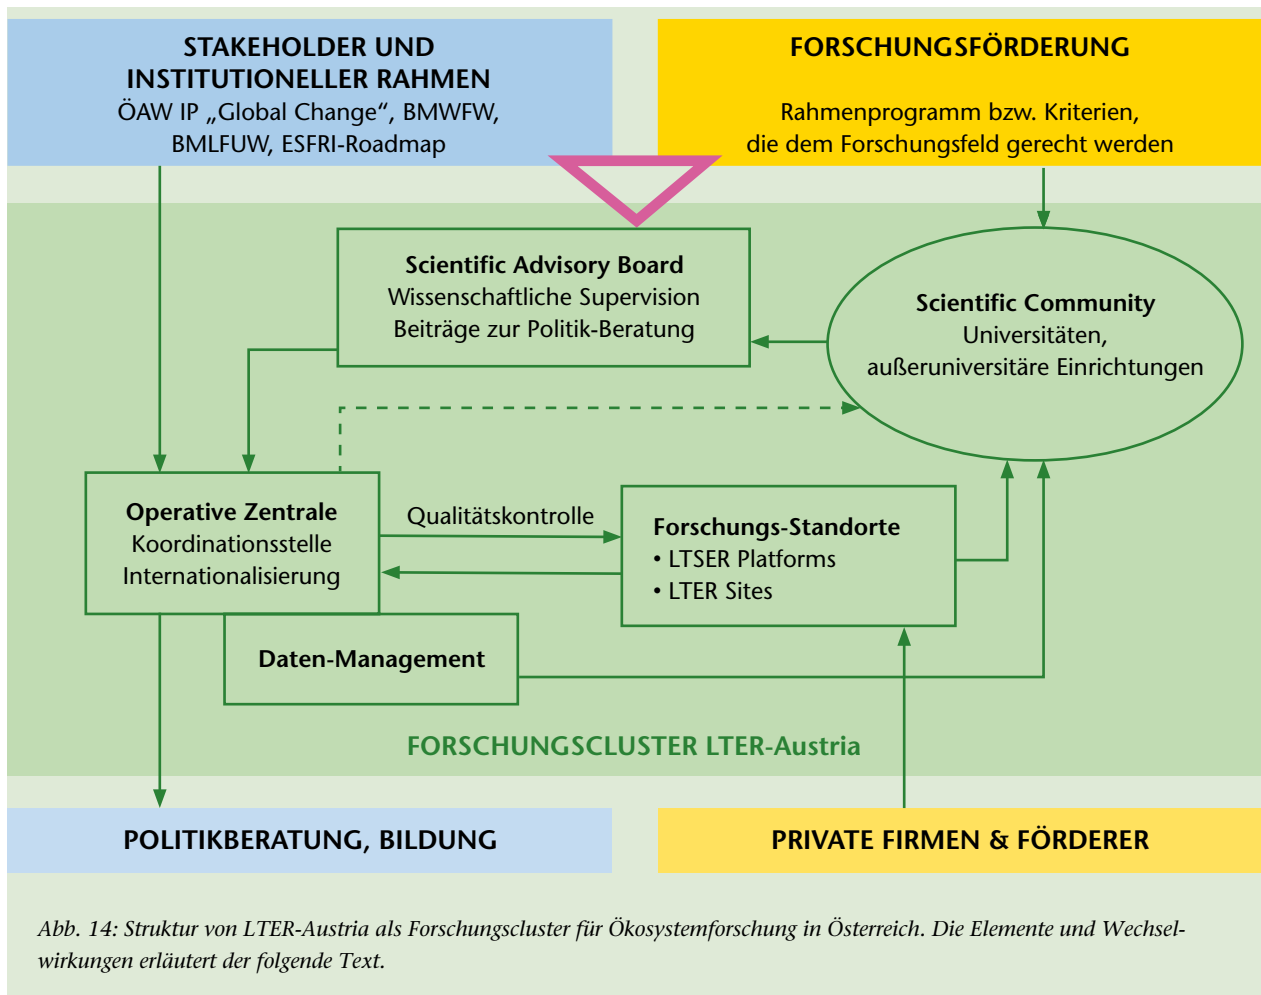 STAKEHOLDER UND
INSTITUTIONELLER RAHMEN
ÖAW IP „Global Change“, BMWFW,
BMLFUW, ESFRI-Roadmap
FORSCHUNGSFÖRDERUNG
Rahmenprogramm bzw. Kriterien,
die dem Forschungsfeld gerecht werden
Scientific Advisory Board
Wissenschaftliche Supervision
Beiträge zur Politik-Beratung
Scientific Community
Universitäten,
außeruniversitäre Einrichtungen
Operative Zentrale
Koordinationsstelle
Internationalisierung
Qualitätskontrolle
Forschungs-Standorte
• LTSER Platforms
• LTER Sites
Daten-Management
FORSCHUNGSCLUSTER LTER-Austria
POLITIKBERATUNG, BILDUNG
PRIVATE FIRMEN & FÖRDERER
Abb. 14: Struktur von LTER-Austria als Forschungscluster für Ökosystemforschung in Österreich. Die Elemente und Wechsel-
wirkungen erläutert der folgende Text.